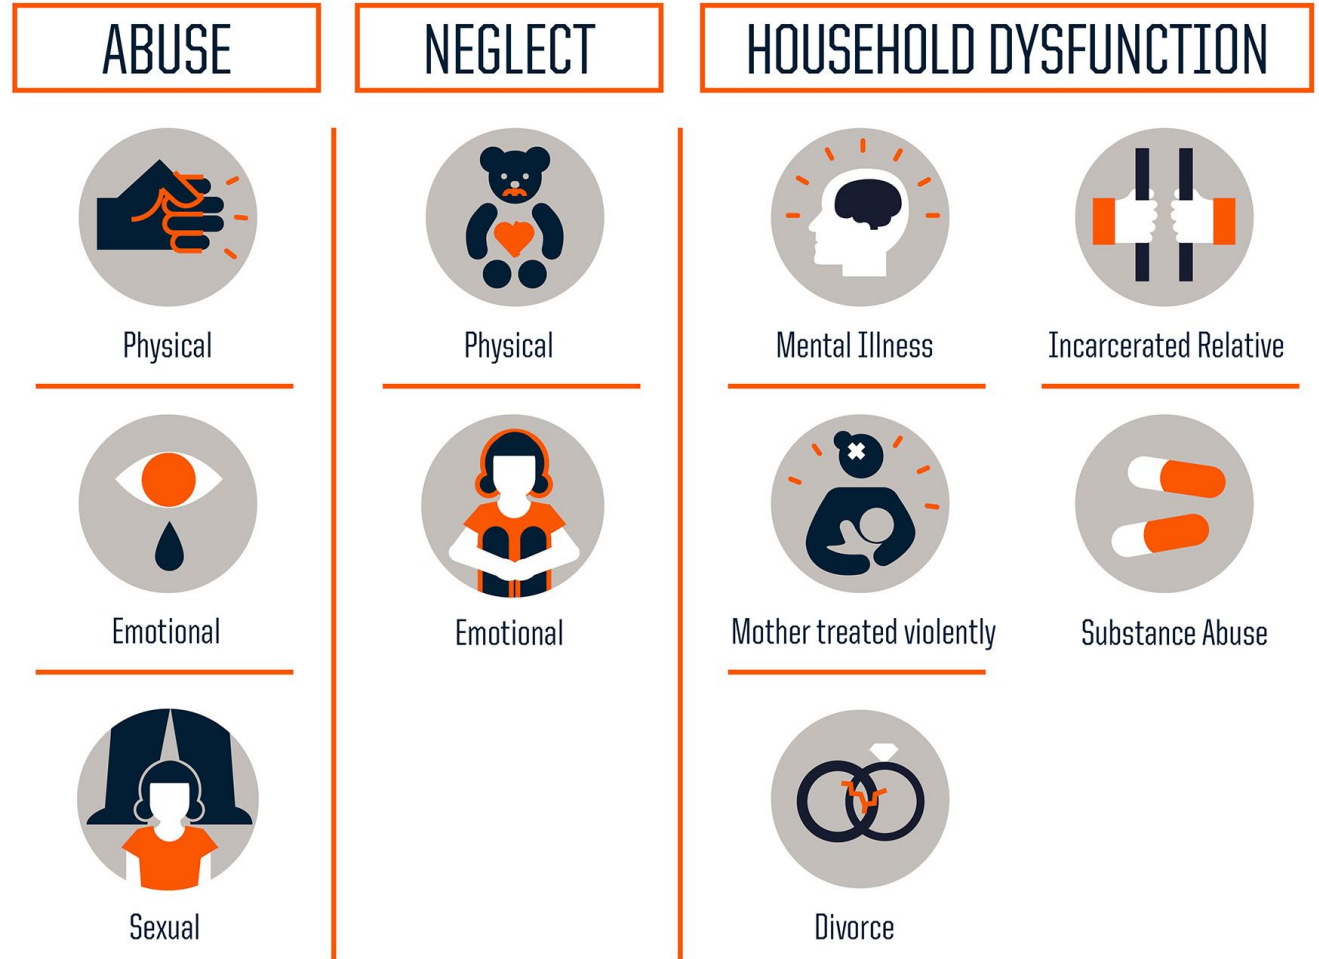 ABUSE
Physical
Emotional
Sexual
NEGLECT
Physical
Emotional
HOUSEHOLD DYSFUNCTION
Mental Illness
Incarcerated Relative
Mother treated violently
Substance Abuse
Divorce